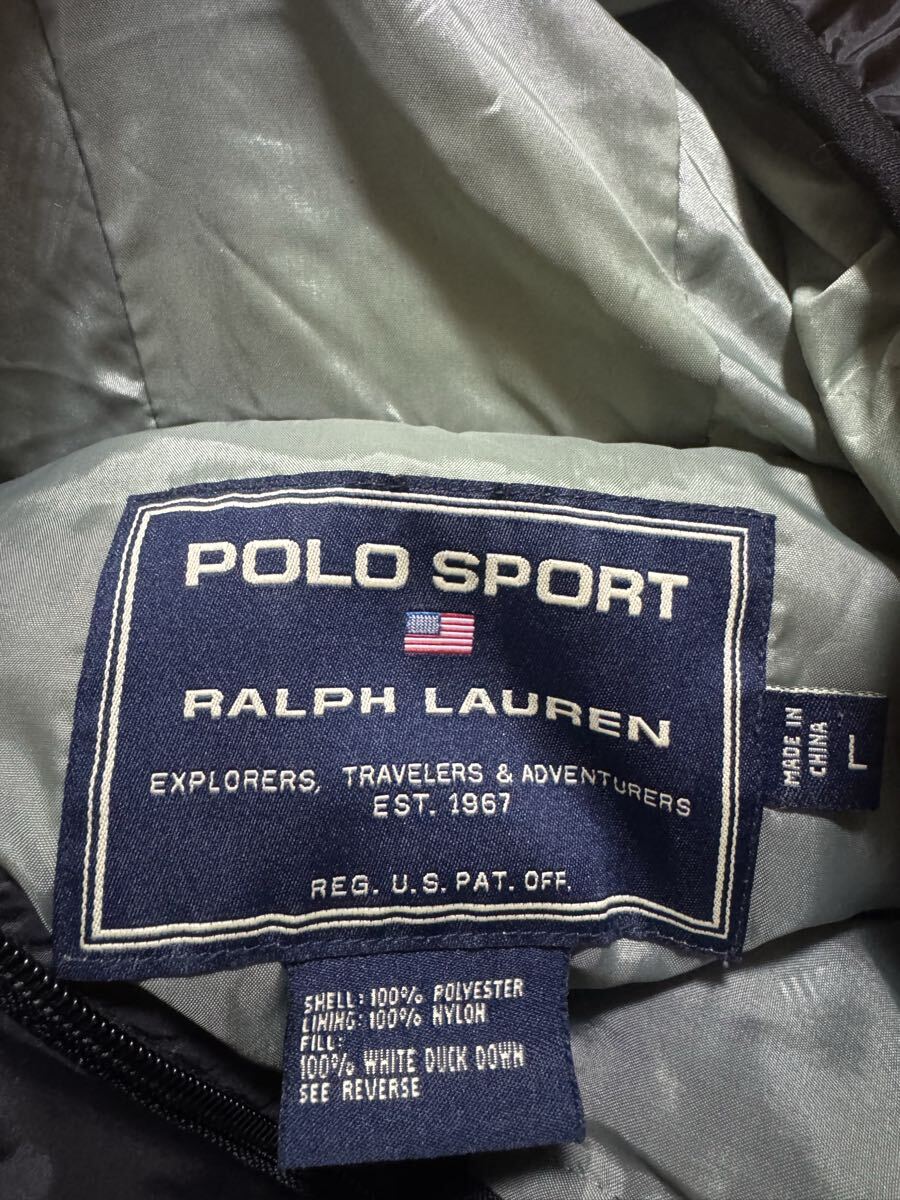 POLO SPORT
RALPH LAUREN
EXPLORERS, TRAVELERS & ADVENTURERS
EST. 1967
REG. U.S. PAT. OFF.
MADE IN
CHINA
L
SHELL: 100% POLYESTER
LINING: 100% NYLON
FILL:
100% WHITE DUCK DOWN
SEE REVERSE